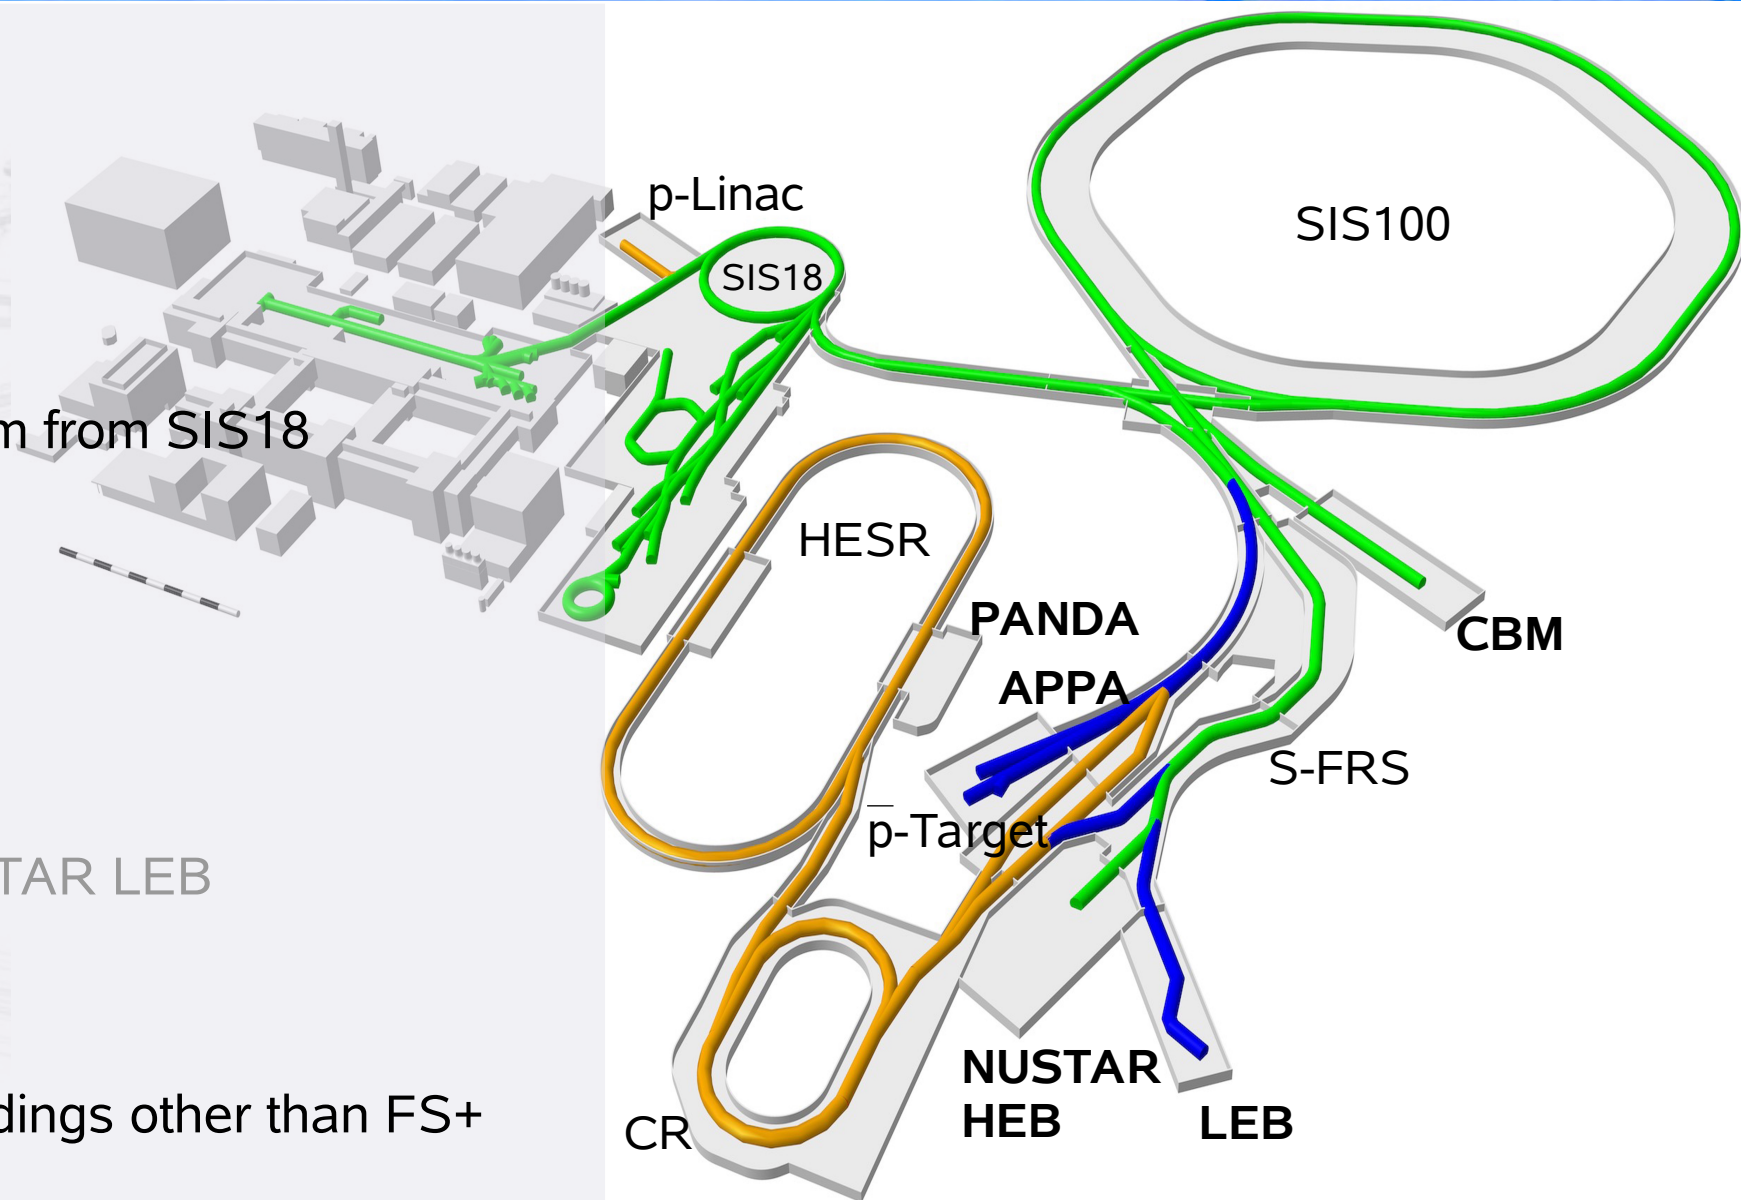 p-Linac
SIS100
SIS18
m from SIS18
HESR
PANDA
CBM
APPA
S-FRS
p̅-Target
TAR LEB
NUSTAR
HEB
LEB
CR
dings other than FS+